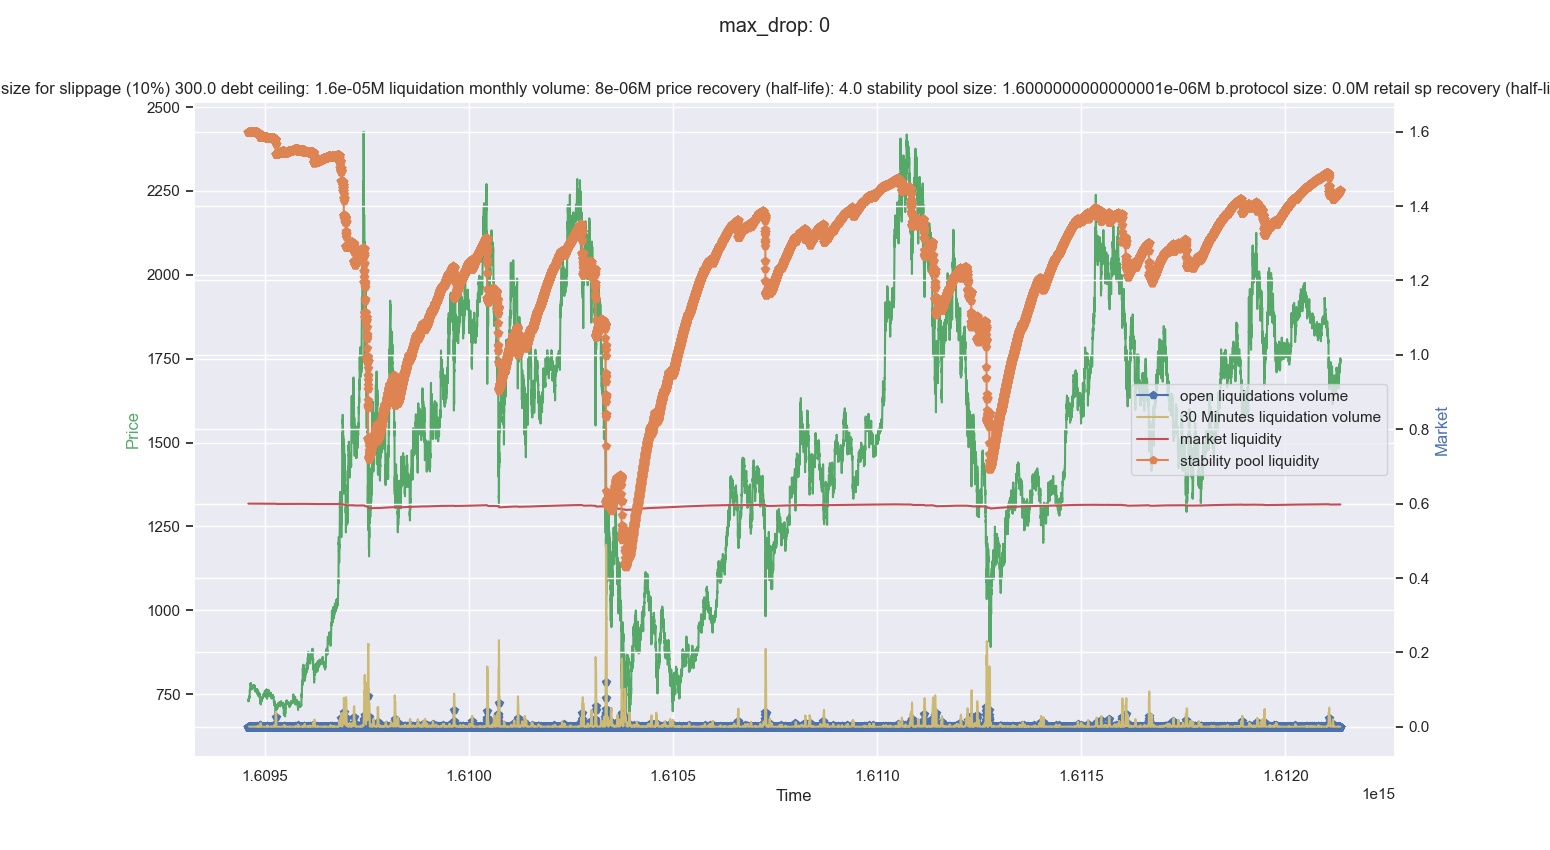 max_drop: 0
size for slippage (10%) 300.0 debt ceiling: 1.6e-05M liquidation monthly volume: 8e-06M price recovery (half-life): 4.0 stability pool size: 1.6000000000000001e-06M b.protocol size: 0.0M retail sp recovery (half-li
2500
2250
2000
1750
1500
1250
1000
750
Price
1.6
1.4
1.2
1.0
0.8
0.6
0.4
0.2
0.0
Market
open liquidations volume
30 Minutes liquidation volume
market liquidity
stability pool liquidity
1.6095
1.6100
1.6105
1.6110
1.6115
1.6120
Time
1e15